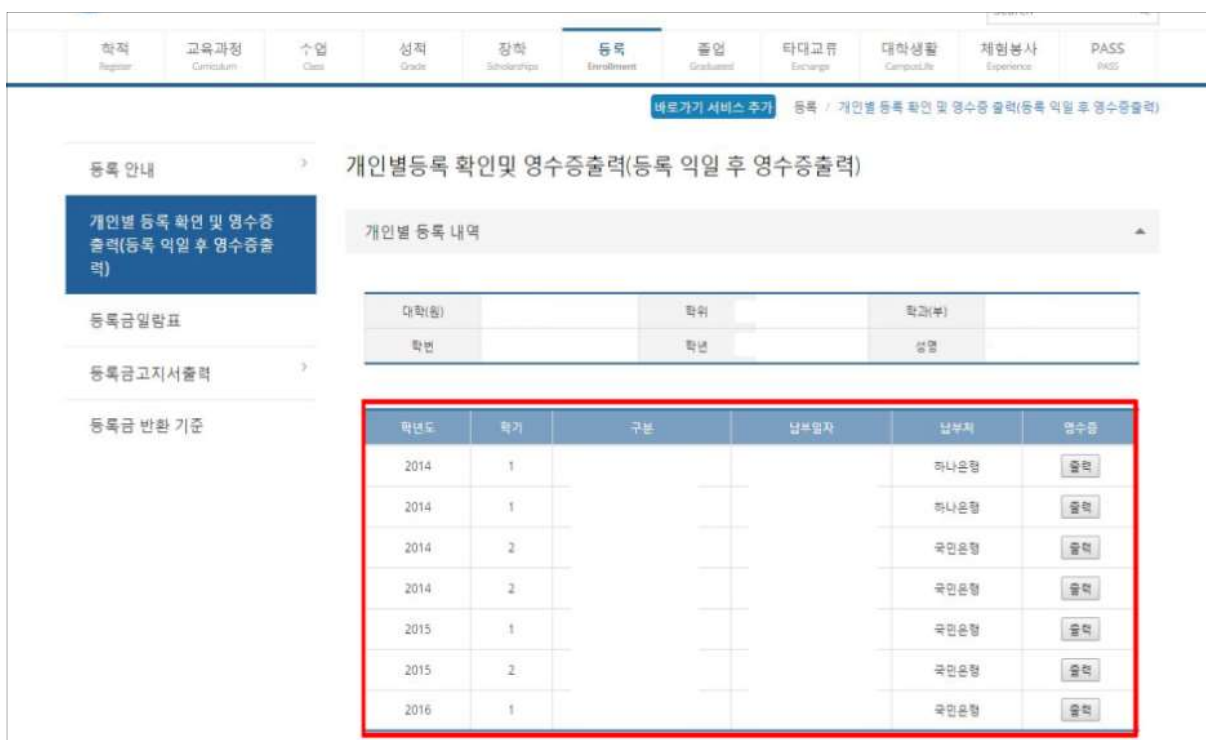 Search
학적 교육과정 수업 성적 장학 등록 졸업 타대교류 대학생활 체험봉사 PASS
Register Curriculum Class Grade Scholarships Enrollment Graduated Exchange CampusLife Experience PASS
바로가기 서비스 추가 등록 / 개인별 등록 확인 및 영수증 출력(등록 익일 후 영수증출력)
등록 안내
개인별 등록 확인 및 영수증
출력(등록 익일 후 영수증출
력)
등록금일람표
등록금고지서출력
등록금 반환 기준
개인별등록 확인및 영수증출력(등록 익일 후 영수증출력)
개인별 등록 내역
대학(원) 학위 학과(부)
학번 학년 성명
학년도 학기 구분 납부일자 납부처 영수증
2014 1 하나은행 출력
2014 1 하나은행 출력
2014 2 국민은행 출력
2014 2 국민은행 출력
2015 1 국민은행 출력
2015 2 국민은행 출력
2016 1 국민은행 출력